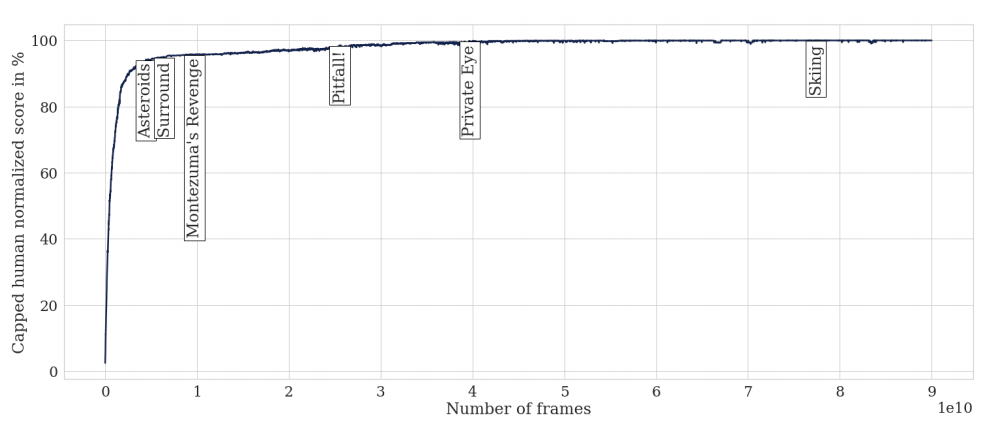 Capped human normalized score in %
100
80
60
40
20
0
Asteroids
Surround
Montezuma's Revenge
Pitfall!
Private Eye
Skiing
0 1 2 3 4 5 6 7 8 9
1e10
Number of frames